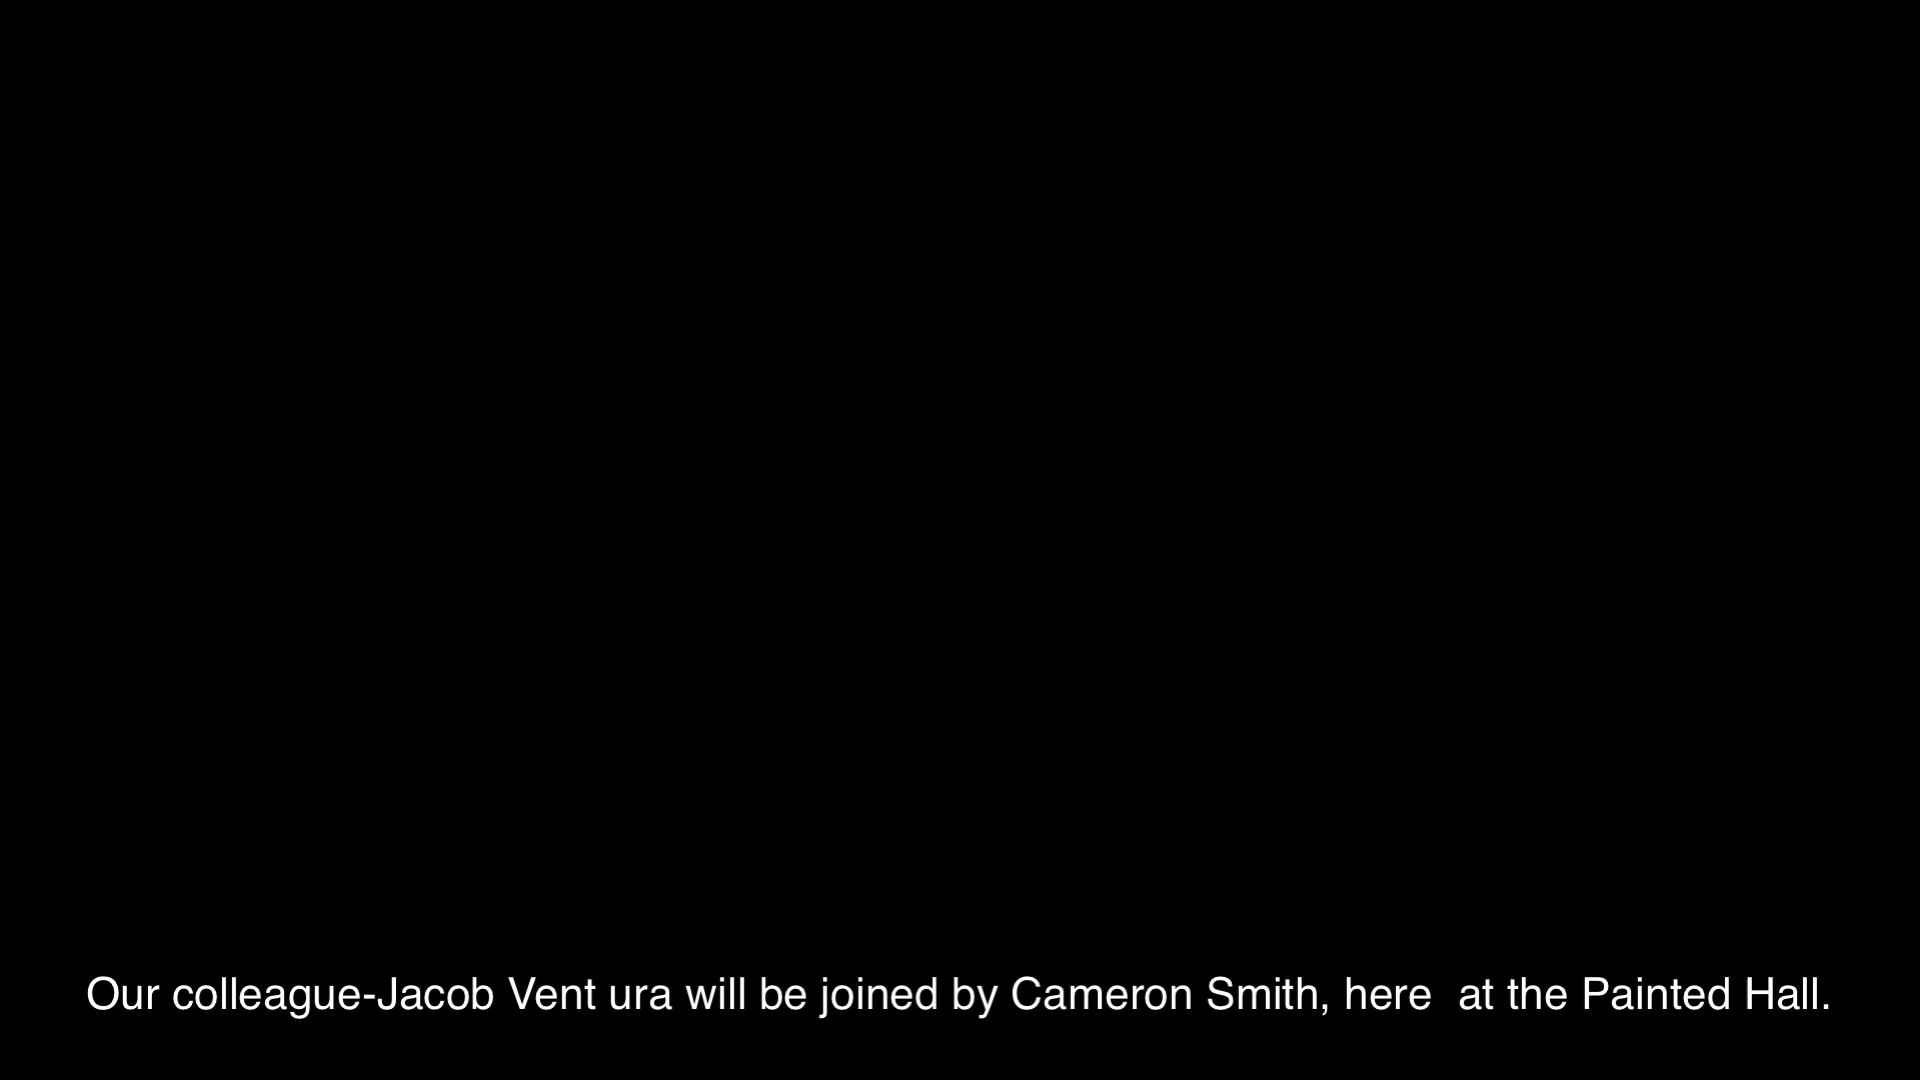 Our colleague-Jacob Vent ura will be joined by Cameron Smith, here  at the Painted Hall.